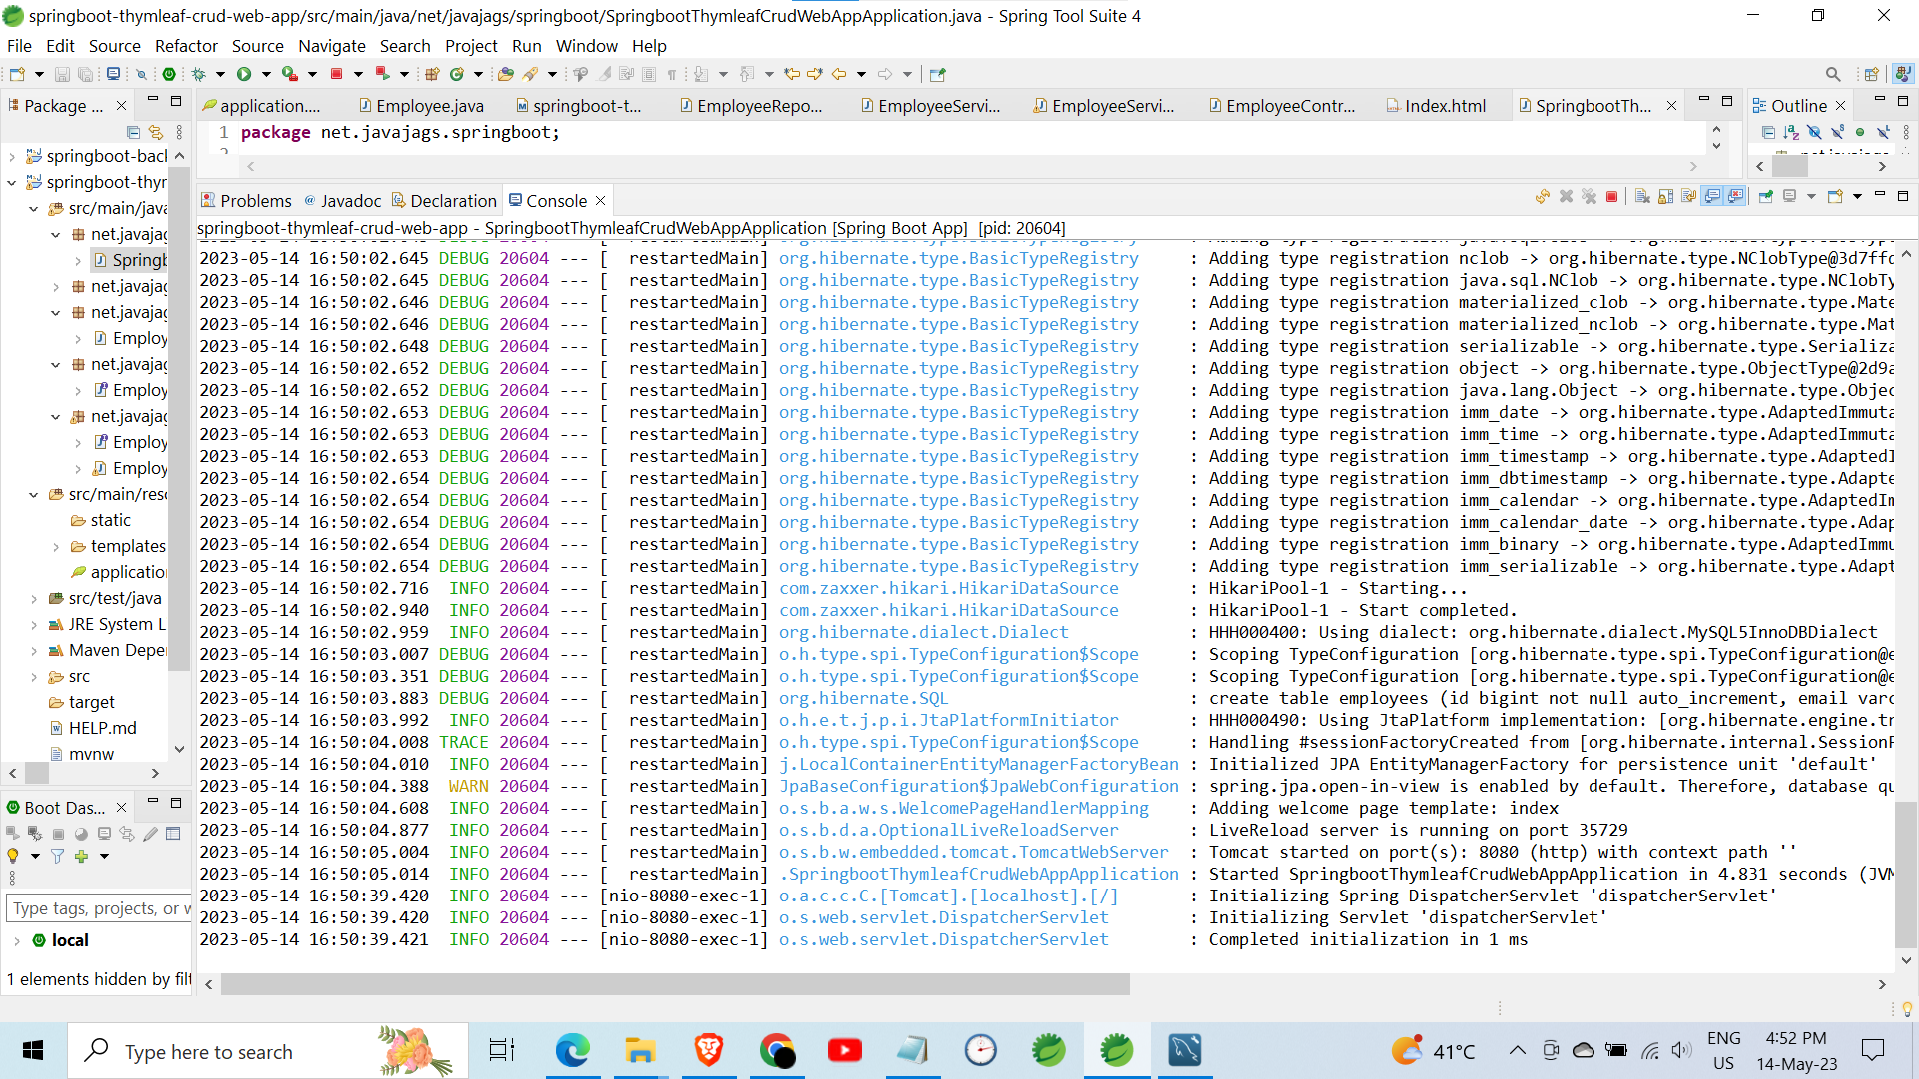 springboot-thymleaf-crud-web-app/src/main/java/net/javajags/springboot/SpringbootThymleafCrudWebAppApplication.java - Spring Tool Suite 4
File Edit Source Refactor Source Navigate Search Project Run Window Help
Package ...
application....
Employee.java
springboot-t...
EmployeeRepo...
EmployeeServi...
EmployeeServi...
EmployeeContr...
Index.html
SpringbootTh...
Outline
1 package net.javajags.springboot;
springboot-bacl
springboot-thyr
src/main/java
net.javajag
Springb
net.javajag
net.javajag
Employ
net.javajag
Employ
net.javajag
Employ
Employ
src/main/reso
static
templates
applicatio
src/test/java
JRE System L
Maven Deper
src
target
HELP.md
mvnw
Problems Javadoc Declaration Console
springboot-thymleaf-crud-web-app - SpringbootThymleafCrudWebAppApplication [Spring Boot App] [pid: 20604]
2023-05-14 16:50:02.645 DEBUG 20604 --- [  restartedMain] org.hibernate.type.BasicTypeRegistry : Adding type registration nclob -> org.hibernate.type.NClobType@3d7ffc
2023-05-14 16:50:02.645 DEBUG 20604 --- [  restartedMain] org.hibernate.type.BasicTypeRegistry : Adding type registration java.sql.NClob -> org.hibernate.type.NClobTy
2023-05-14 16:50:02.646 DEBUG 20604 --- [  restartedMain] org.hibernate.type.BasicTypeRegistry : Adding type registration materialized_clob -> org.hibernate.type.Mate
2023-05-14 16:50:02.646 DEBUG 20604 --- [  restartedMain] org.hibernate.type.BasicTypeRegistry : Adding type registration materialized_nclob -> org.hibernate.type.Mat
2023-05-14 16:50:02.648 DEBUG 20604 --- [  restartedMain] org.hibernate.type.BasicTypeRegistry : Adding type registration serializable -> org.hibernate.type.Serializa
2023-05-14 16:50:02.652 DEBUG 20604 --- [  restartedMain] org.hibernate.type.BasicTypeRegistry : Adding type registration object -> org.hibernate.type.ObjectType@2d9a
2023-05-14 16:50:02.652 DEBUG 20604 --- [  restartedMain] org.hibernate.type.BasicTypeRegistry : Adding type registration java.lang.Object -> org.hibernate.type.Objec
2023-05-14 16:50:02.653 DEBUG 20604 --- [  restartedMain] org.hibernate.type.BasicTypeRegistry : Adding type registration imm_date -> org.hibernate.type.AdaptedImmuta
2023-05-14 16:50:02.653 DEBUG 20604 --- [  restartedMain] org.hibernate.type.BasicTypeRegistry : Adding type registration imm_time -> org.hibernate.type.AdaptedImmuta
2023-05-14 16:50:02.653 DEBUG 20604 --- [  restartedMain] org.hibernate.type.BasicTypeRegistry : Adding type registration imm_timestamp -> org.hibernate.type.AdaptedI
2023-05-14 16:50:02.654 DEBUG 20604 --- [  restartedMain] org.hibernate.type.BasicTypeRegistry : Adding type registration imm_dbtimestamp -> org.hibernate.type.Adapte
2023-05-14 16:50:02.654 DEBUG 20604 --- [  restartedMain] org.hibernate.type.BasicTypeRegistry : Adding type registration imm_calendar -> org.hibernate.type.AdaptedIm
2023-05-14 16:50:02.654 DEBUG 20604 --- [  restartedMain] org.hibernate.type.BasicTypeRegistry : Adding type registration imm_calendar_date -> org.hibernate.type.Adap
2023-05-14 16:50:02.654 DEBUG 20604 --- [  restartedMain] org.hibernate.type.BasicTypeRegistry : Adding type registration imm_binary -> org.hibernate.type.AdaptedImmu
2023-05-14 16:50:02.654 DEBUG 20604 --- [  restartedMain] org.hibernate.type.BasicTypeRegistry : Adding type registration imm_serializable -> org.hibernate.type.Adapt
2023-05-14 16:50:02.716 INFO 20604 --- [  restartedMain] com.zaxxer.hikari.HikariDataSource : HikariPool-1 - Starting...
2023-05-14 16:50:02.940 INFO 20604 --- [  restartedMain] com.zaxxer.hikari.HikariDataSource : HikariPool-1 - Start completed.
2023-05-14 16:50:02.959 INFO 20604 --- [  restartedMain] org.hibernate.dialect.Dialect : HHH000400: Using dialect: org.hibernate.dialect.MySQL5InnoDBDialect
2023-05-14 16:50:03.007 DEBUG 20604 --- [  restartedMain] o.h.type.spi.TypeConfiguration$Scope : Scoping TypeConfiguration [org.hibernate.type.spi.TypeConfiguration@e
2023-05-14 16:50:03.351 DEBUG 20604 --- [  restartedMain] o.h.type.spi.TypeConfiguration$Scope : Scoping TypeConfiguration [org.hibernate.type.spi.TypeConfiguration@e
2023-05-14 16:50:03.883 DEBUG 20604 --- [  restartedMain] org.hibernate.SQL : create table employees (id bigint not null auto_increment, email varc
2023-05-14 16:50:03.992 INFO 20604 --- [  restartedMain] o.h.e.t.j.p.i.JtaPlatformInitiator : HHH000490: Using JtaPlatform implementation: [org.hibernate.engine.tr
2023-05-14 16:50:04.008 TRACE 20604 --- [  restartedMain] o.h.type.spi.TypeConfiguration$Scope : Handling #sessionFactoryCreated from [org.hibernate.internal.SessionF
2023-05-14 16:50:04.010 INFO 20604 --- [  restartedMain] j.LocalContainerEntityManagerFactoryBean : Initialized JPA EntityManagerFactory for persistence unit 'default'
2023-05-14 16:50:04.388 WARN 20604 --- [  restartedMain] JpaBaseConfiguration$JpaWebConfiguration : spring.jpa.open-in-view is enabled by default. Therefore, database qu
2023-05-14 16:50:04.608 INFO 20604 --- [  restartedMain] o.s.b.a.w.s.WelcomePageHandlerMapping : Adding welcome page template: index
2023-05-14 16:50:04.877 INFO 20604 --- [  restartedMain] o.s.b.d.a.OptionalLiveReloadServer : LiveReload server is running on port 35729
2023-05-14 16:50:05.004 INFO 20604 --- [  restartedMain] o.s.b.w.embedded.tomcat.TomcatWebServer : Tomcat started on port(s): 8080 (http) with context path ''
2023-05-14 16:50:05.014 INFO 20604 --- [  restartedMain] .SpringbootThymleafCrudWebAppApplication : Started SpringbootThymleafCrudWebAppApplication in 4.831 seconds (JVM
2023-05-14 16:50:39.420 INFO 20604 --- [nio-8080-exec-1] o.a.c.c.C.[Tomcat].[localhost].[/] : Initializing Spring DispatcherServlet 'dispatcherServlet'
2023-05-14 16:50:39.420 INFO 20604 --- [nio-8080-exec-1] o.s.web.servlet.DispatcherServlet : Initializing Servlet 'dispatcherServlet'
2023-05-14 16:50:39.421 INFO 20604 --- [nio-8080-exec-1] o.s.web.servlet.DispatcherServlet : Completed initialization in 1 ms
Boot Das...
Type tags, projects, or w
local
1 elements hidden by filt
Type here to search
41°C
ENG
US
4:52 PM
14-May-23